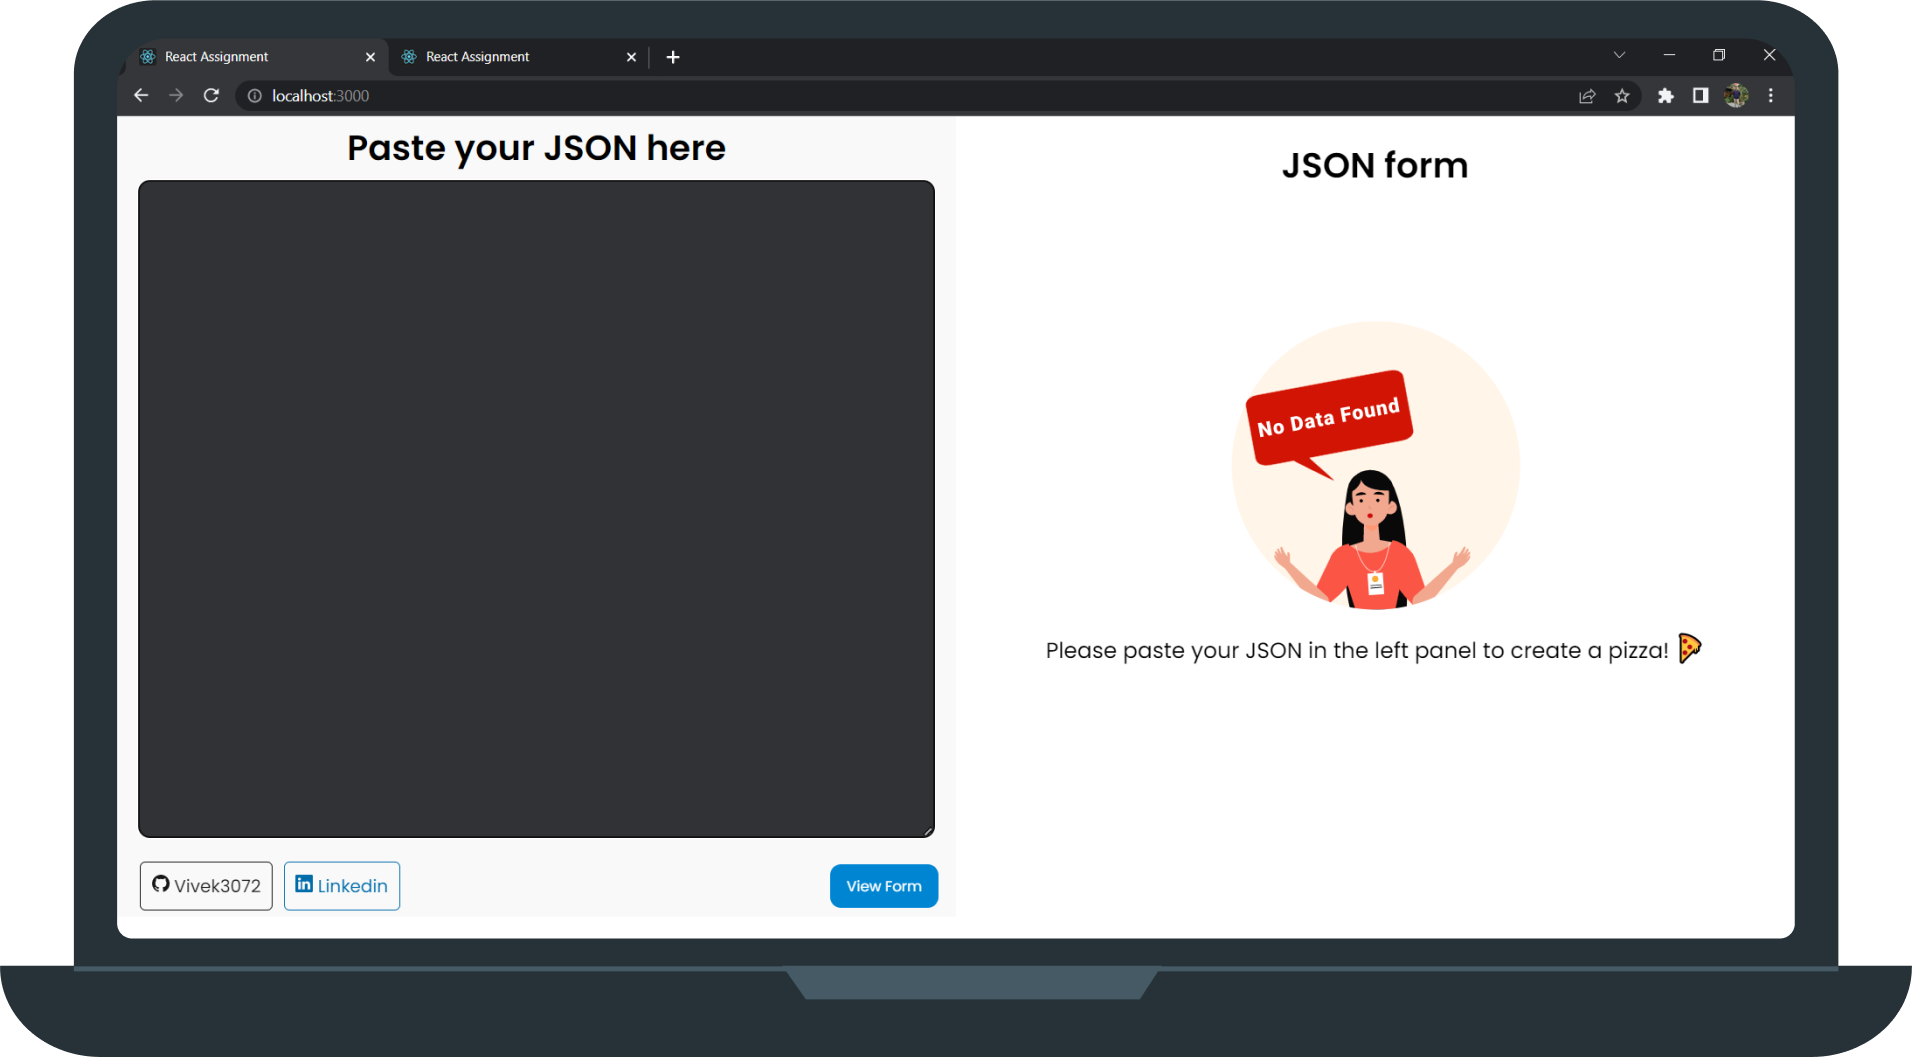 React Assignment
React Assignment
localhost:3000
Paste your JSON here
JSON form
No Data Found
Please paste your JSON in the left panel to create a pizza! 🍕
Vivek3072
in Linkedin
View Form